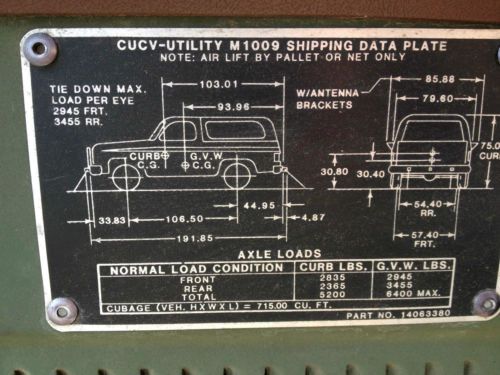 CUCV-UTILITY M1009 SHIPPING DATA PLATE
NOTE: AIR LIFT BY PALLET OR NET ONLY
TIE DOWN MAX.
LOAD PER EYE
2945 FRT.
3455 RR.
103.01
93.96
W/ANTENNA
BRACKETS
85.88
79.60
75.0
CURB
CURB
C.G.
G.V.W
C.G.
30.80
30.40
33.83
106.50
44.95
4.87
191.85
54.40
RR.
57.40
FRT.
AXLE LOADS
NORMAL LOAD CONDITION CURB LBS. G.V.W. LBS.
FRONT 2835 2945
REAR 2365 3455
TOTAL 5200 6400 MAX.
CUBAGE (VEH. HXWXL) = 715.00 CU. FT.
PART NO. 14063380